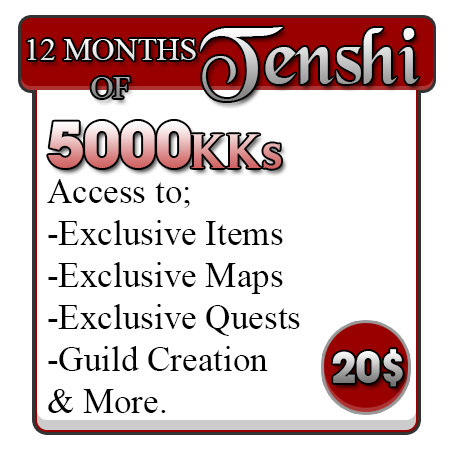 12 MONTHS
OF
Tenshi
5000KKs
Access to;
-Exclusive Items
-Exclusive Maps
-Exclusive Quests
-Guild Creation
& More.
20$